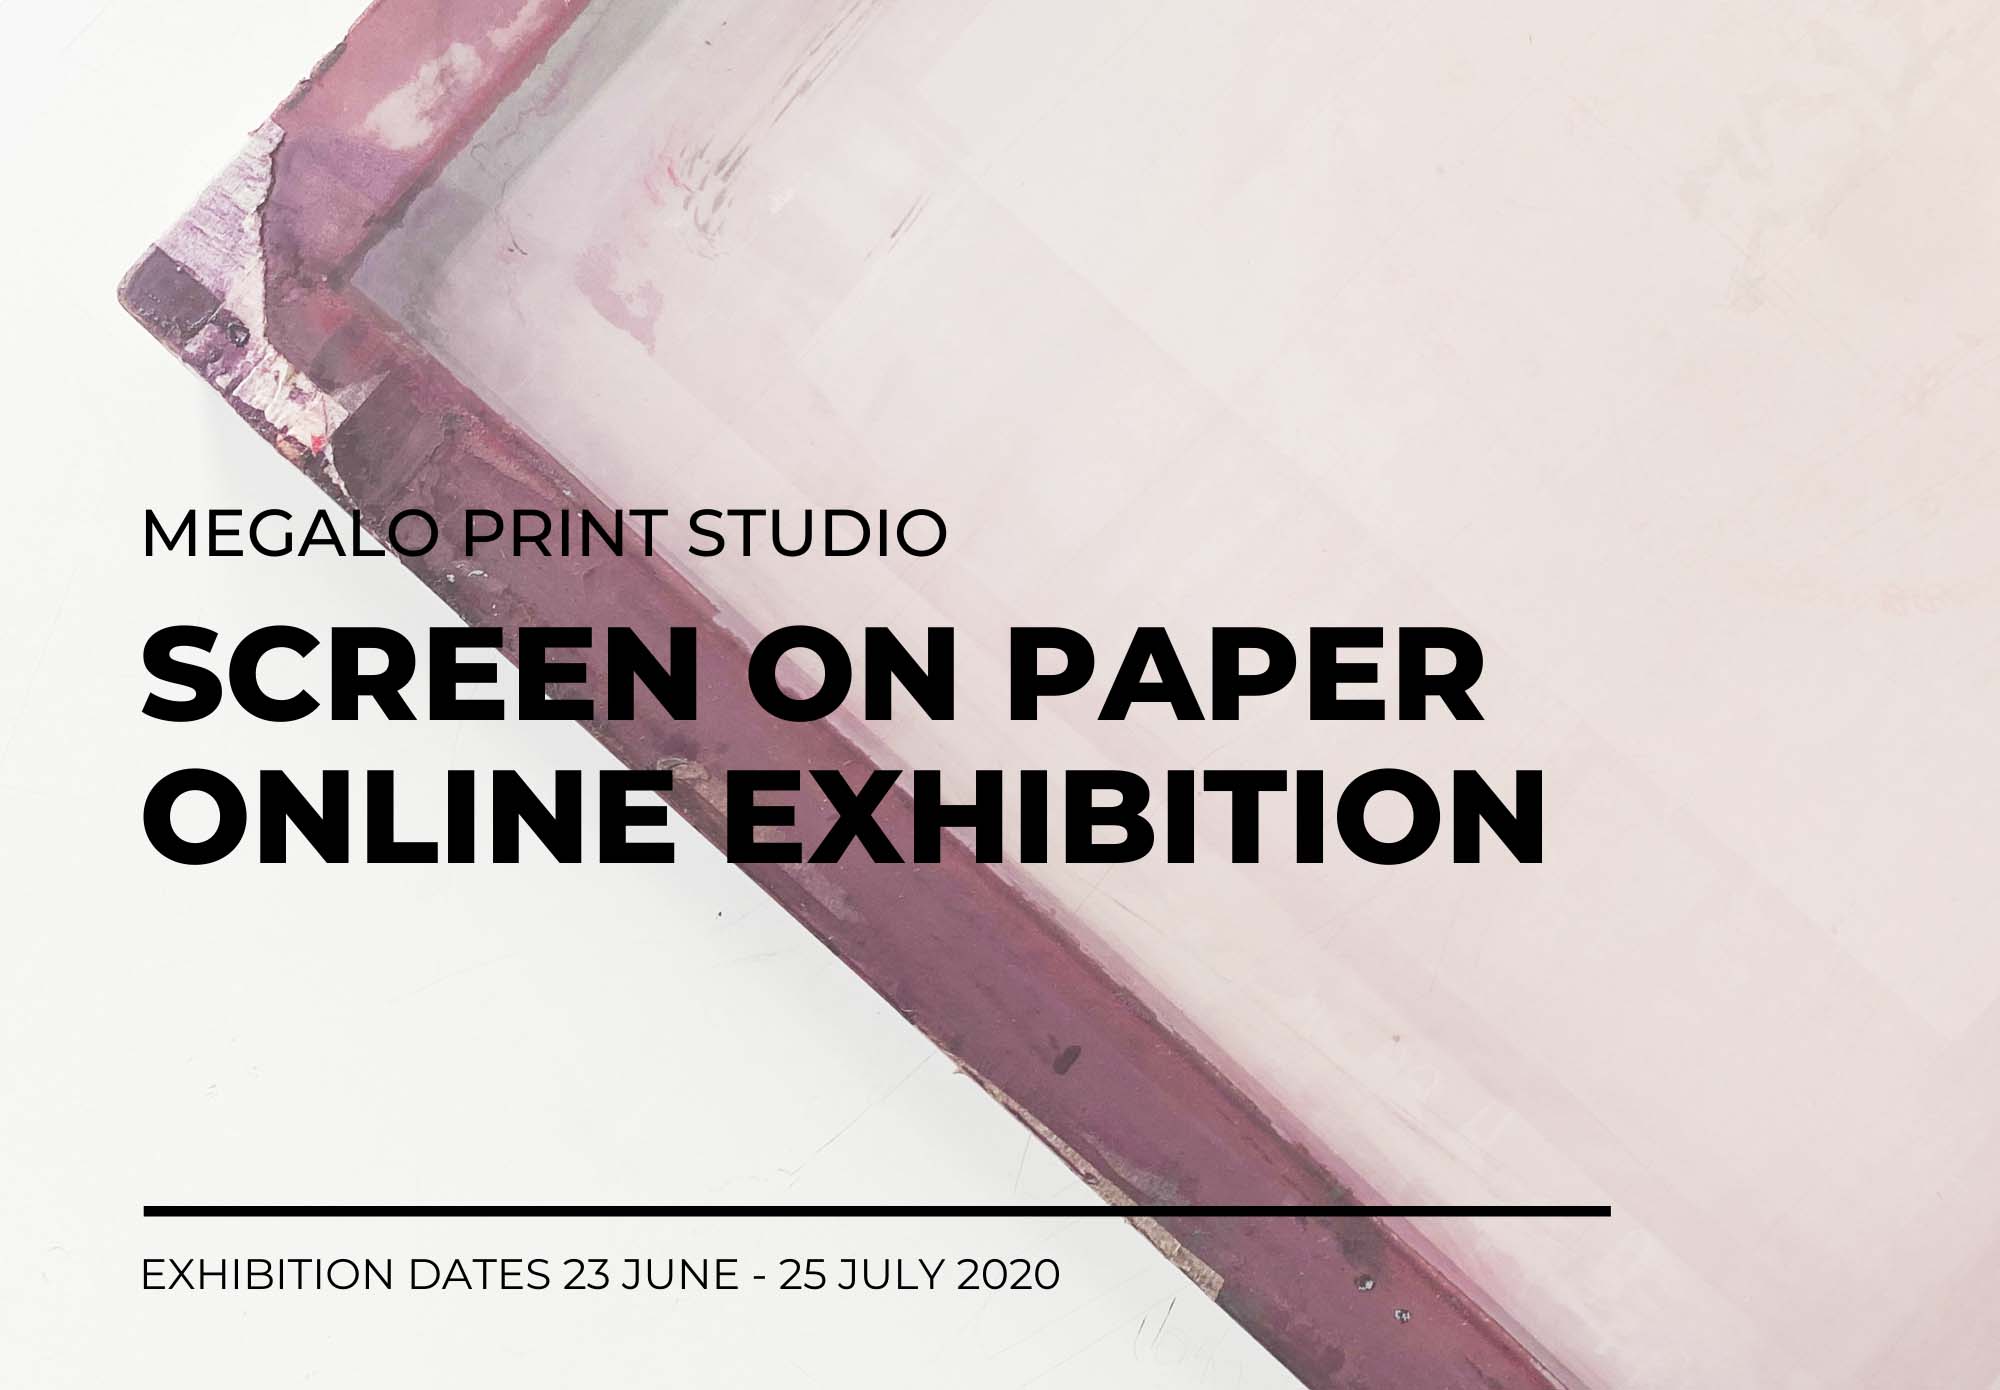 MEGALO PRINT STUDIO
SCREEN ON PAPER
ONLINE EXHIBITION
EXHIBITION DATES 23 JUNE - 25 JULY 2020